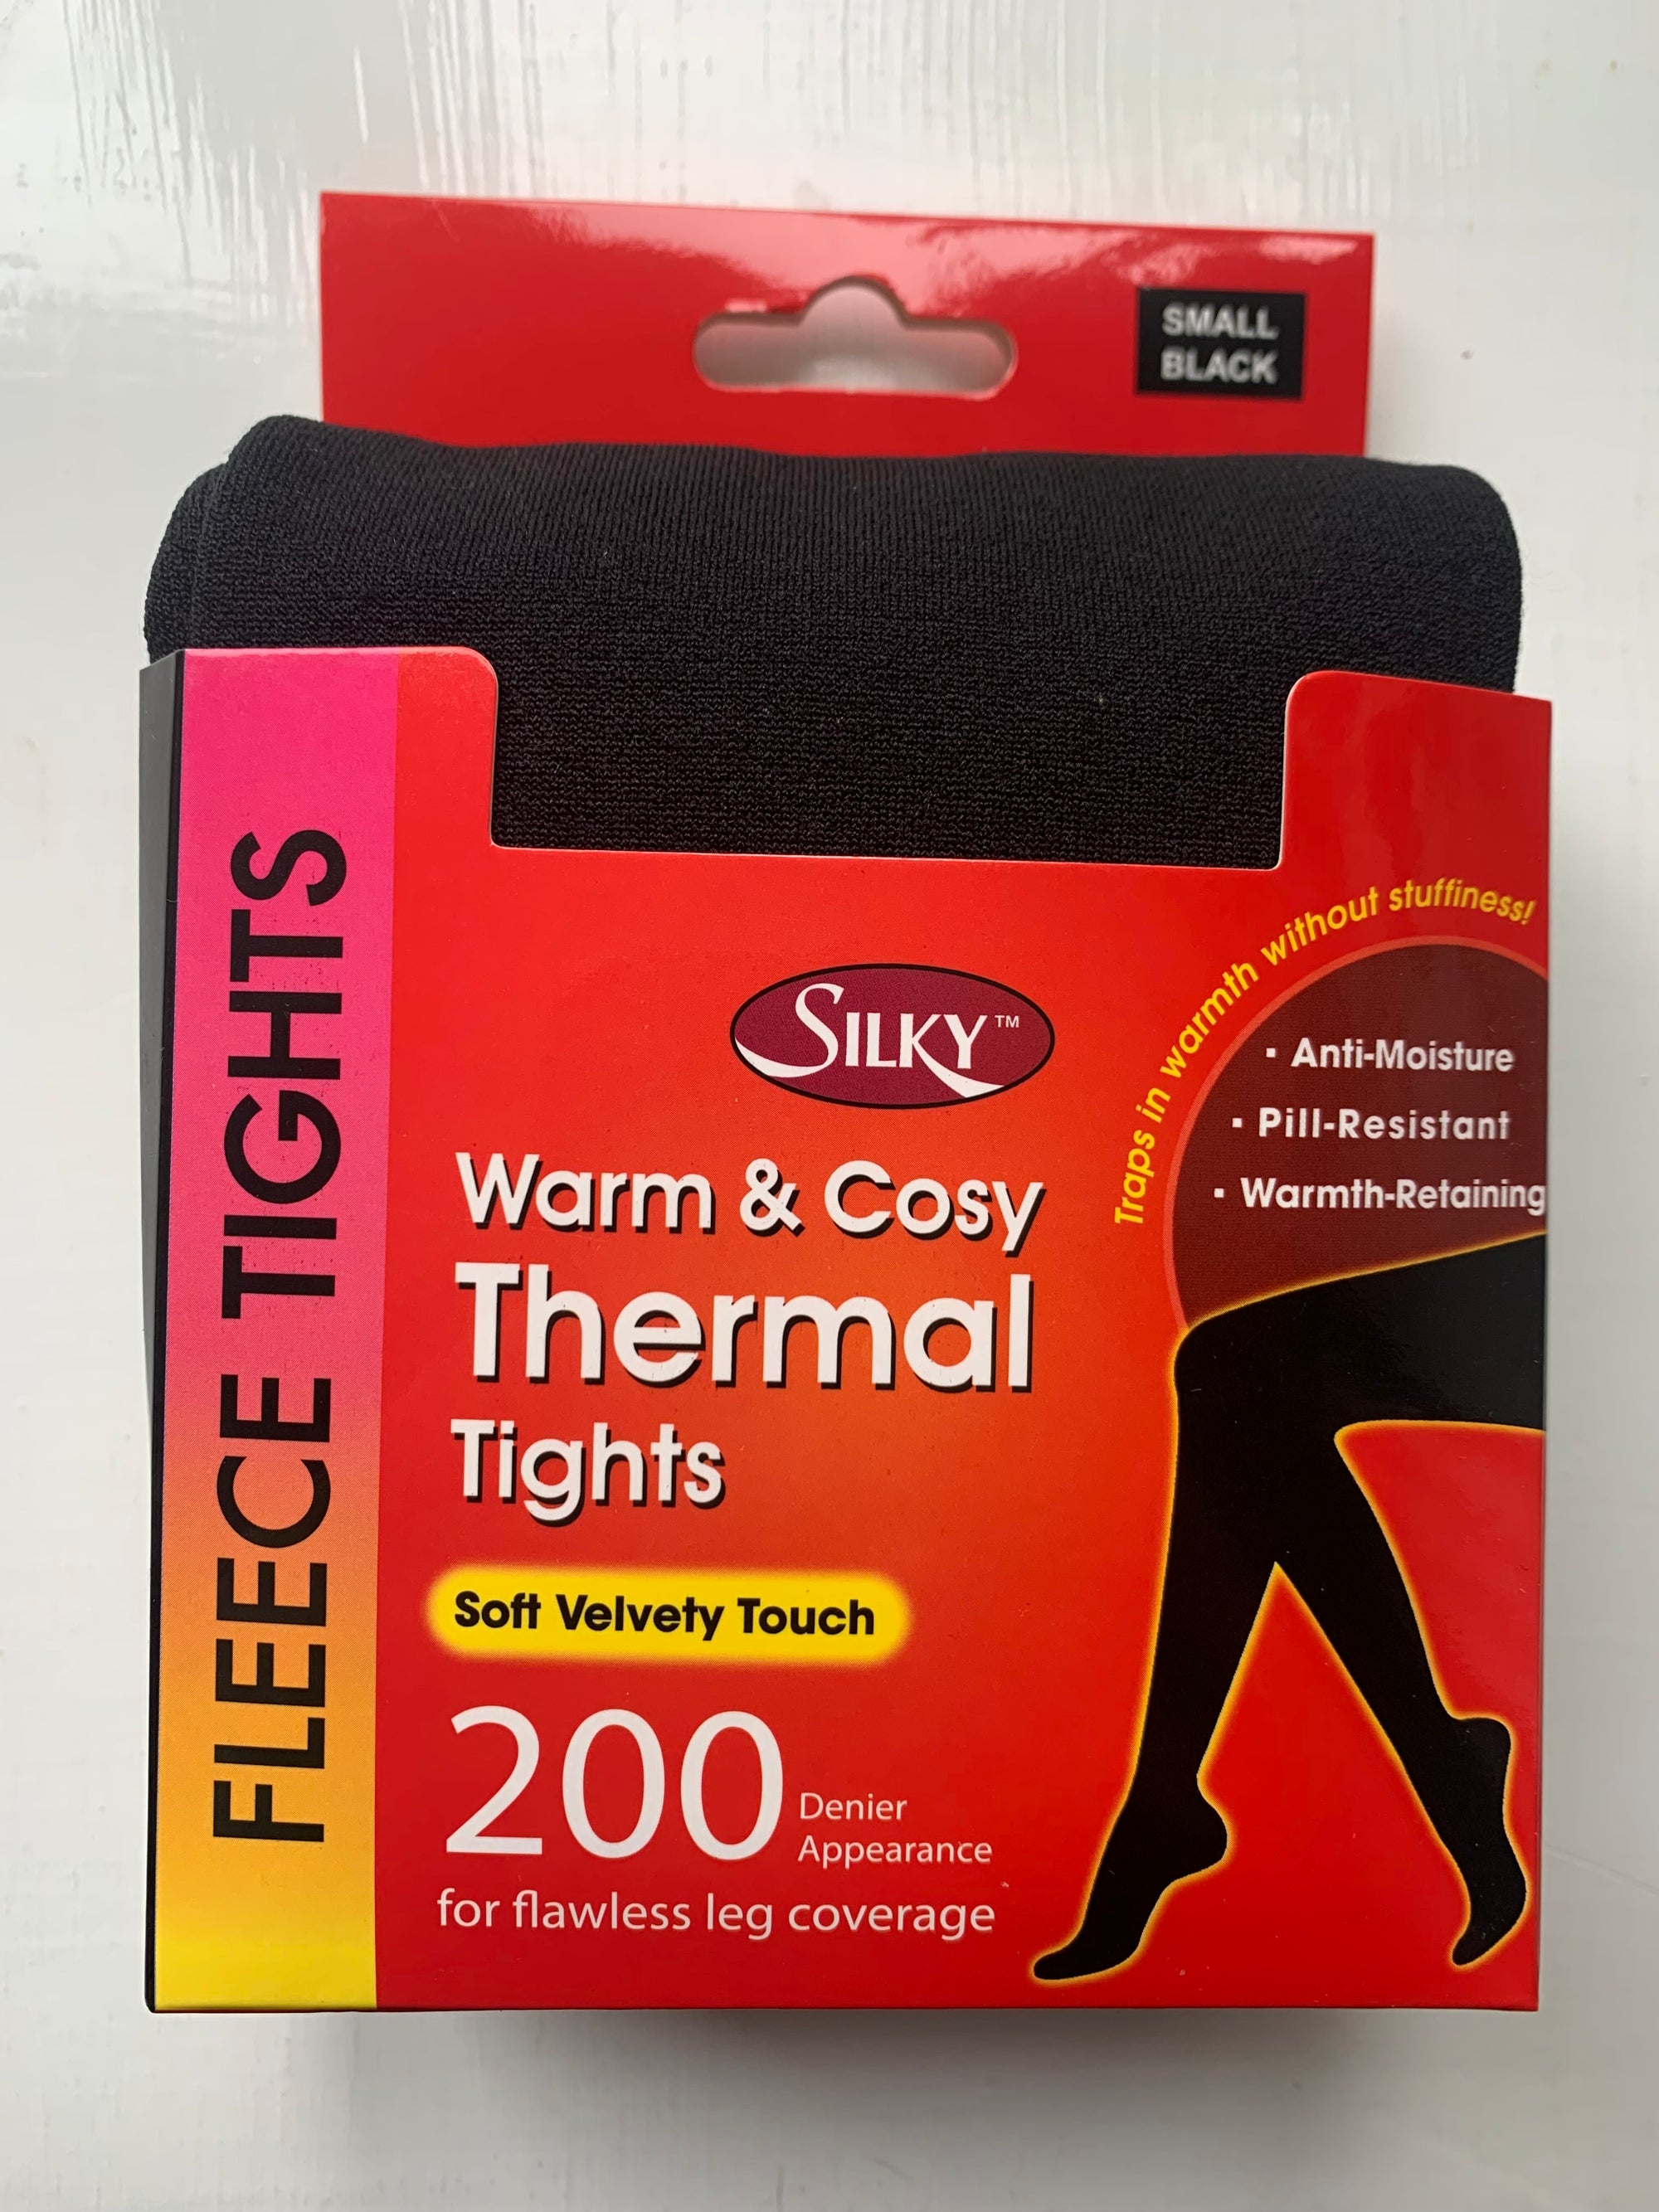 SMALL
BLACK
FLEECE TIGHTS
SILKY™
Traps in warmth without stuffiness!
▪ Anti-Moisture
▪ Pill-Resistant
▪ Warmth-Retaining
Warm & Cosy
Thermal
Tights
Soft Velvety Touch
200 Denier
Appearance
for flawless leg coverage